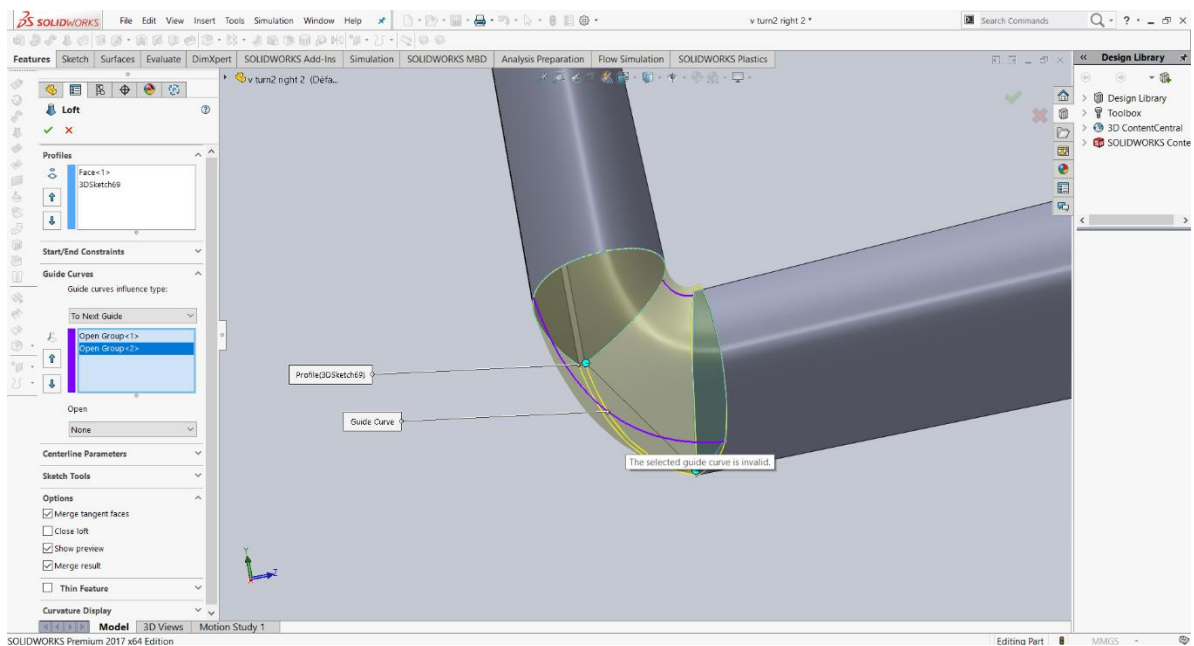 SOLIDWORKS File Edit View Insert Tools Simulation Window Help v turn2 right 2 * Search Commands
Features Sketch Surfaces Evaluate DimXpert SOLIDWORKS Add-Ins Simulation SOLIDWORKS MBD Analysis Preparation Flow Simulation SOLIDWORKS Plastics Design Library
v turn2 right 2 (Defa...
Loft
Design Library
Toolbox
3D ContentCentral
SOLIDWORKS Conte
Profiles
Face<1>
3DSketch69
Start/End Constraints
Guide Curves
Guide curves influence type:
To Next Guide
Open Group<1>
Open Group<2>
Profile(3DSketch69)
Guide Curve
Open
None
The selected guide curve is invalid.
Centerline Parameters
Sketch Tools
Options
Merge tangent faces
Close loft
Show preview
Merge result
Thin Feature
Curvature Display
Y
Z
Model 3D Views Motion Study 1
SOLIDWORKS Premium 2017 x64 Edition Editing Part MMGS